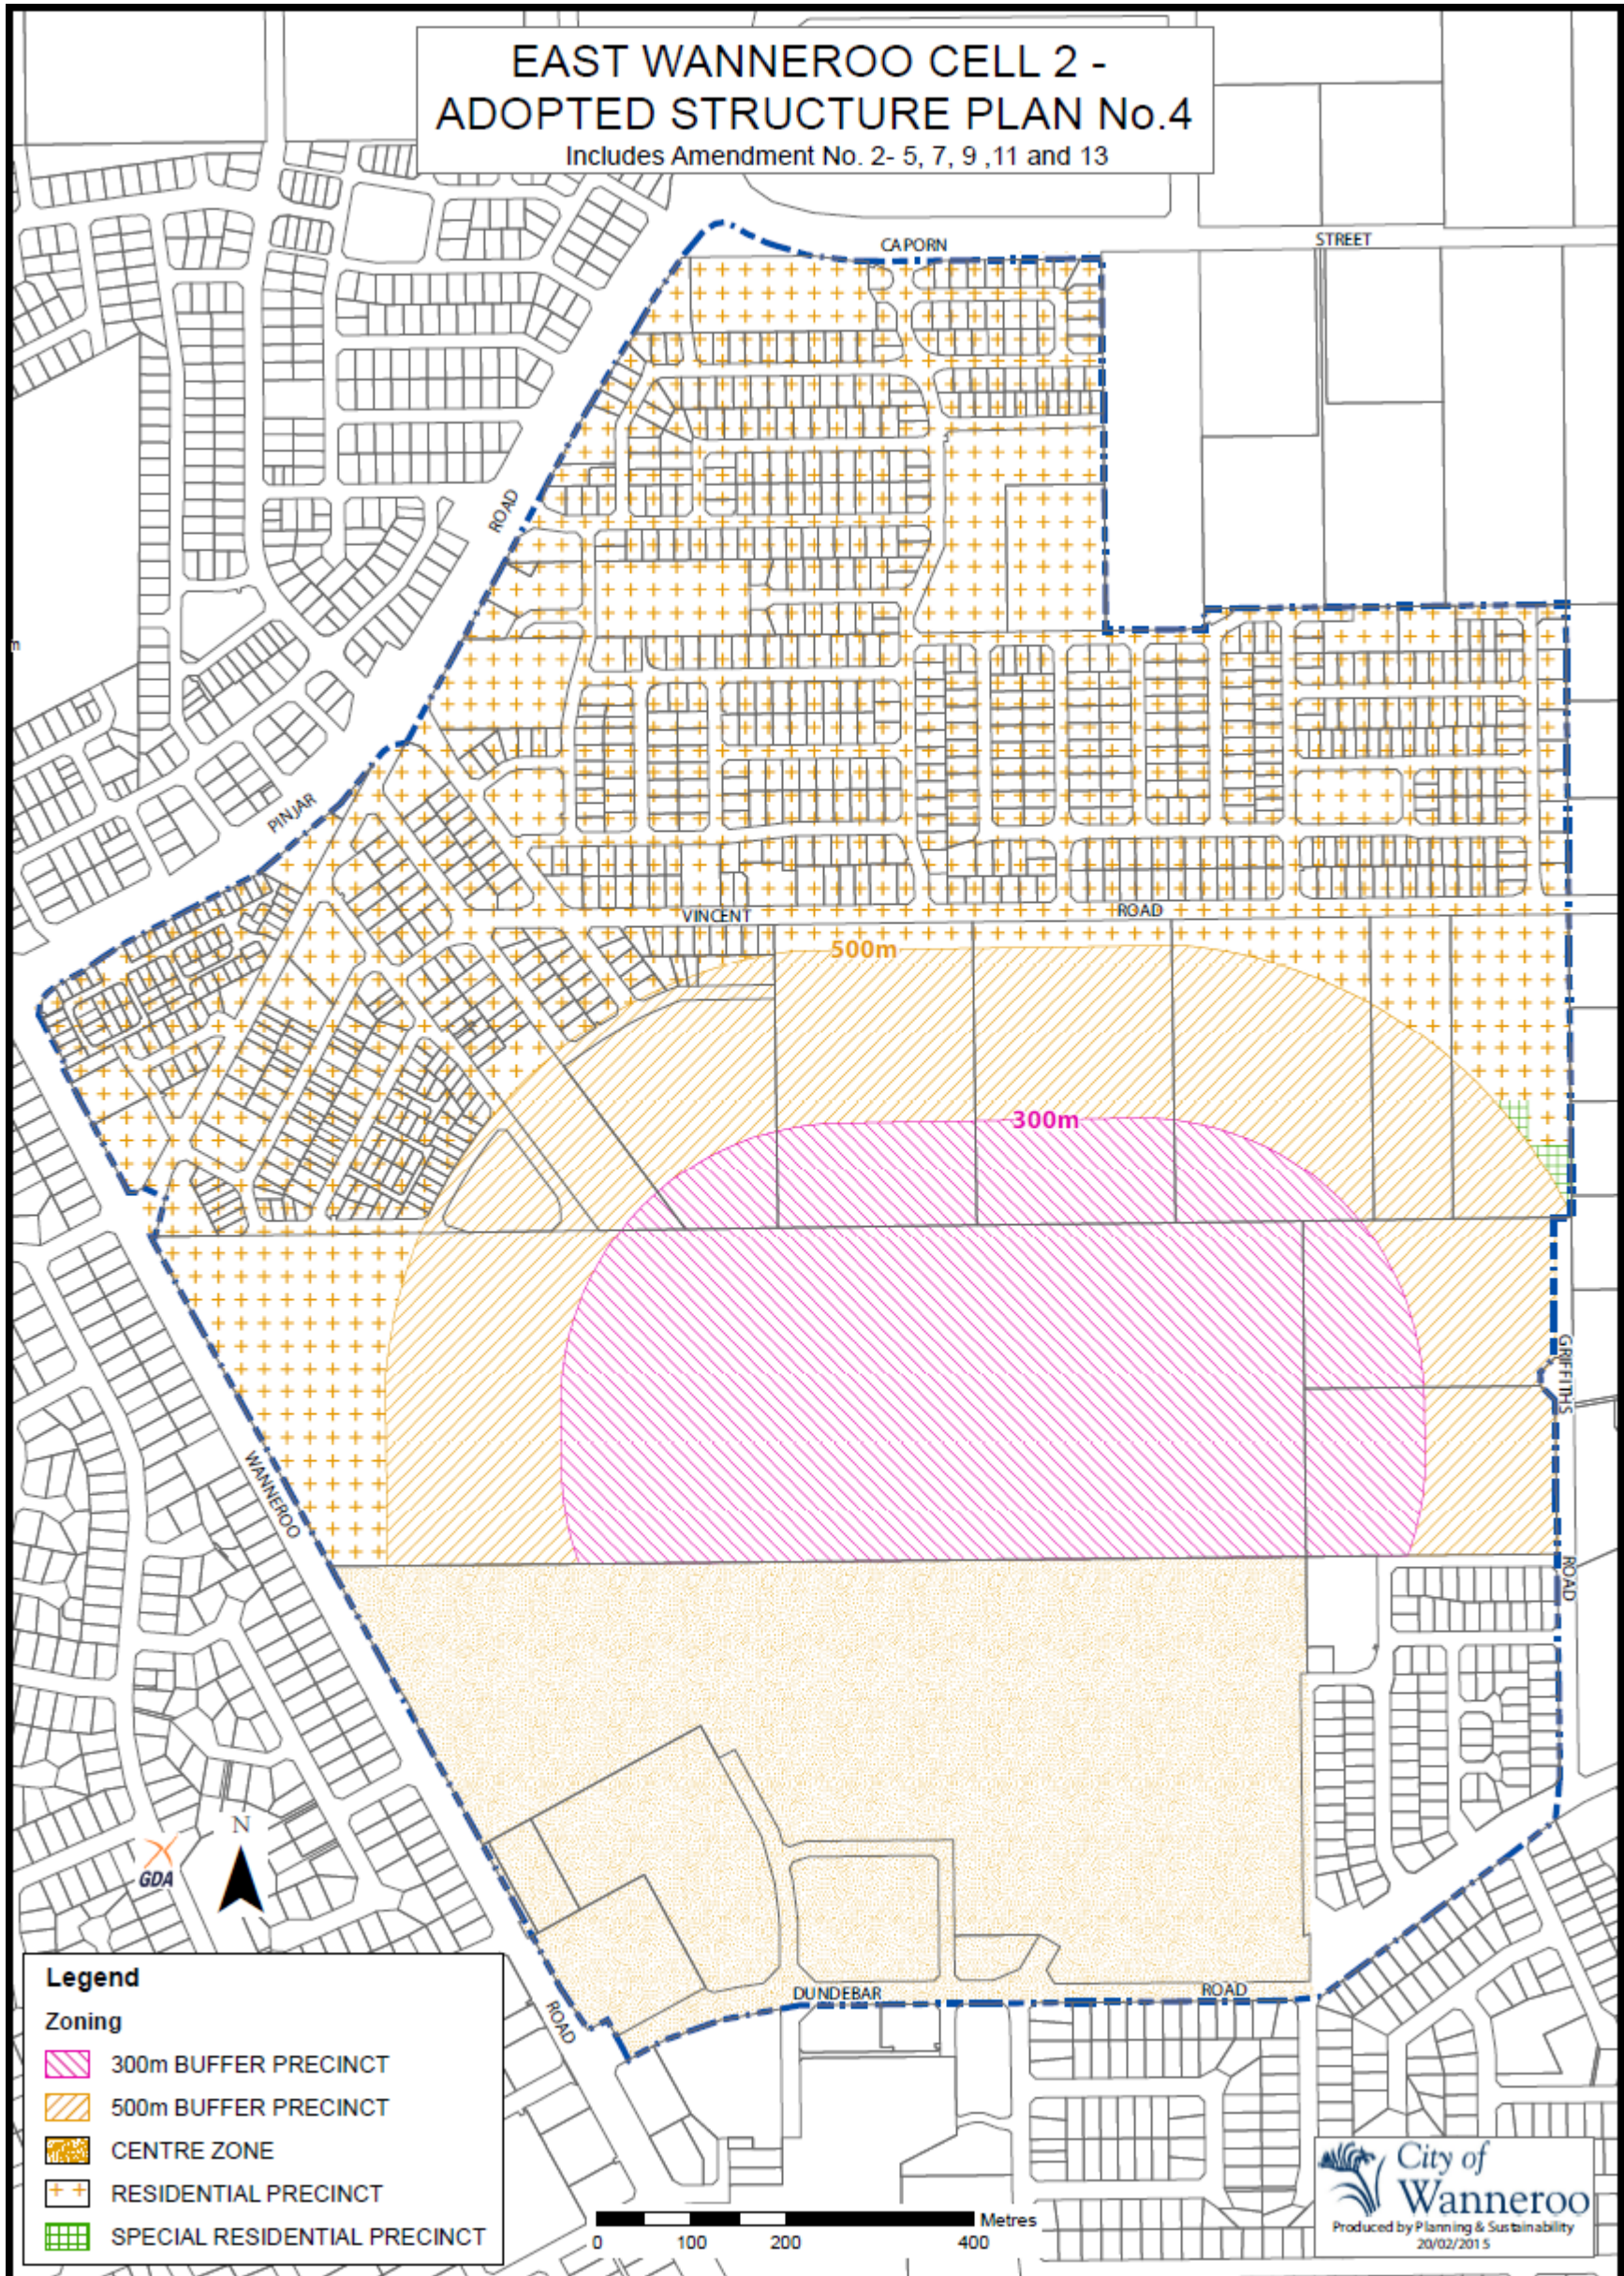 EAST WANNEROO CELL 2 -
ADOPTED STRUCTURE PLAN No.4
Includes Amendment No. 2- 5, 7, 9 ,11 and 13
CAPORN
STREET
ROAD
PINJAR
VINCENT
ROAD
500m
300m
GRIFFITHS
WANNEROO
ROAD
GDA
N
DUNDEBAR
ROAD
ROAD
Legend
Zoning
300m BUFFER PRECINCT
500m BUFFER PRECINCT
CENTRE ZONE
RESIDENTIAL PRECINCT
SPECIAL RESIDENTIAL PRECINCT
Metres
0 100 200 400
City of
Wanneroo
Produced by Planning & Sustainability
20/02/2015